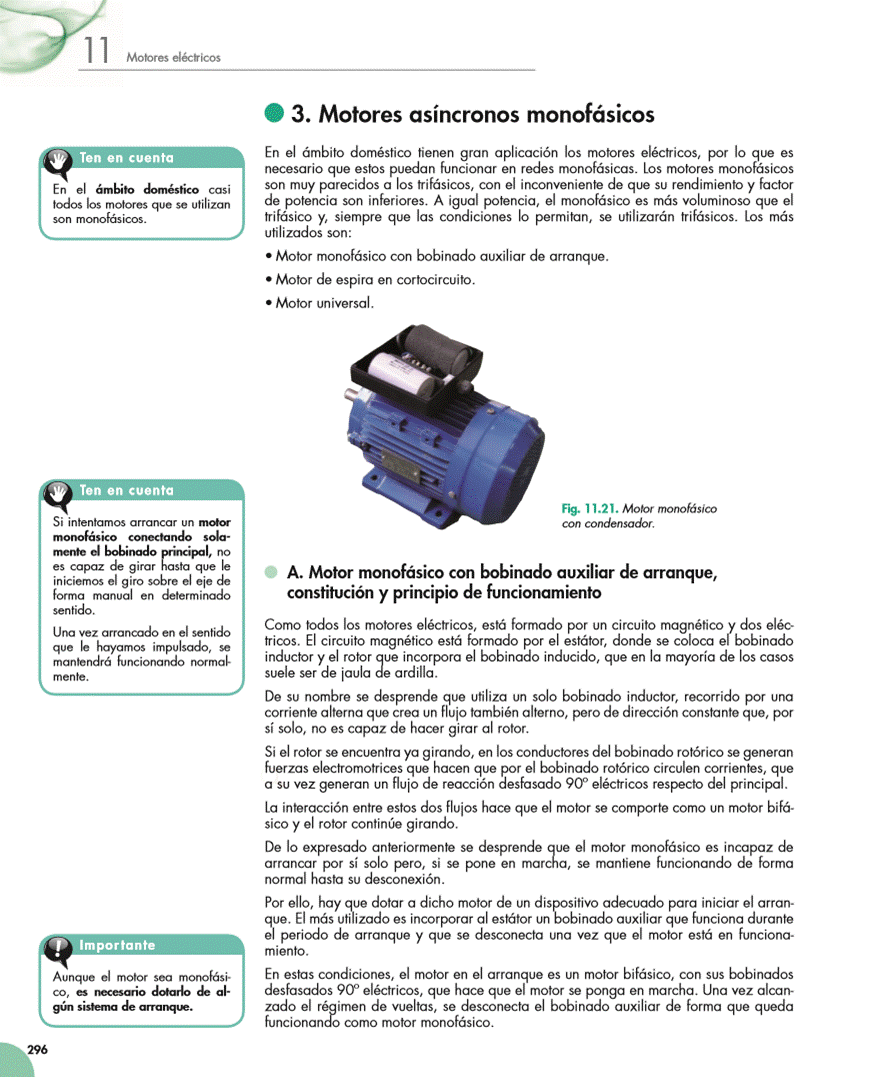 11 Motores eléctricos
3. Motores asíncronos monofásicos
Ten en cuenta
En el ámbito doméstico casi
todos los motores que se utilizan
son monofásicos.
En el ámbito doméstico tienen gran aplicación los motores eléctricos, por lo que es
necesario que estos puedan funcionar en redes monofásicas. Los motores monofásicos
son muy parecidos a los trifásicos, con el inconveniente de que su rendimiento y factor
de potencia son inferiores. A igual potencia, el monofásico es más voluminoso que el
trifásico y, siempre que las condiciones lo permitan, se utilizarán trifásicos. Los más
utilizados son:
• Motor monofásico con bobinado auxiliar de arranque.
• Motor de espira en cortocircuito.
• Motor universal.
Fig. 11.21. Motor monofásico
con condensador.
Ten en cuenta
Si intentamos arrancar un motor
monofásico conectando sola-
mente el bobinado principal, no
es capaz de girar hasta que le
iniciemos el giro sobre el eje de
forma manual en determinado
sentido.
Una vez arrancado en el sentido
que le hayamos impulsado, se
mantendrá funcionando normal-
mente.
A. Motor monofásico con bobinado auxiliar de arranque,
constitución y principio de funcionamiento
Como todos los motores eléctricos, está formado por un circuito magnético y dos eléc-
tricos. El circuito magnético está formado por el estátor, donde se coloca el bobinado
inductor y el rotor que incorpora el bobinado inducido, que en la mayoría de los casos
suele ser de jaula de ardilla.
De su nombre se desprende que utiliza un solo bobinado inductor, recorrido por una
corriente alterna que crea un flujo también alterno, pero de dirección constante que, por
sí solo, no es capaz de hacer girar al rotor.
Si el rotor se encuentra ya girando, en los conductores del bobinado rotórico se generan
fuerzas electromotrices que hacen que por el bobinado rotórico circulen corrientes, que
a su vez generan un flujo de reacción desfasado 90º eléctricos respecto del principal.
La interacción entre estos dos flujos hace que el motor se comporte como un motor bifá-
sico y el rotor continúe girando.
De lo expresado anteriormente se desprende que el motor monofásico es incapaz de
arrancar por sí solo pero, si se pone en marcha, se mantiene funcionando de forma
normal hasta su desconexión.
Por ello, hay que dotar a dicho motor de un dispositivo adecuado para iniciar el arran-
que. El más utilizado es incorporar al estátor un bobinado auxiliar que funciona durante
el periodo de arranque y que se desconecta una vez que el motor está en funciona-
miento.
En estas condiciones, el motor en el arranque es un motor bifásico, con sus bobinados
desfasados 90º eléctricos, que hace que el motor se ponga en marcha. Una vez alcan-
zado el régimen de vueltas, se desconecta el bobinado auxiliar de forma que queda
funcionando como motor monofásico.
Importante
Aunque el motor sea monofási-
co, es necesario dotarlo de al-
gún sistema de arranque.
296